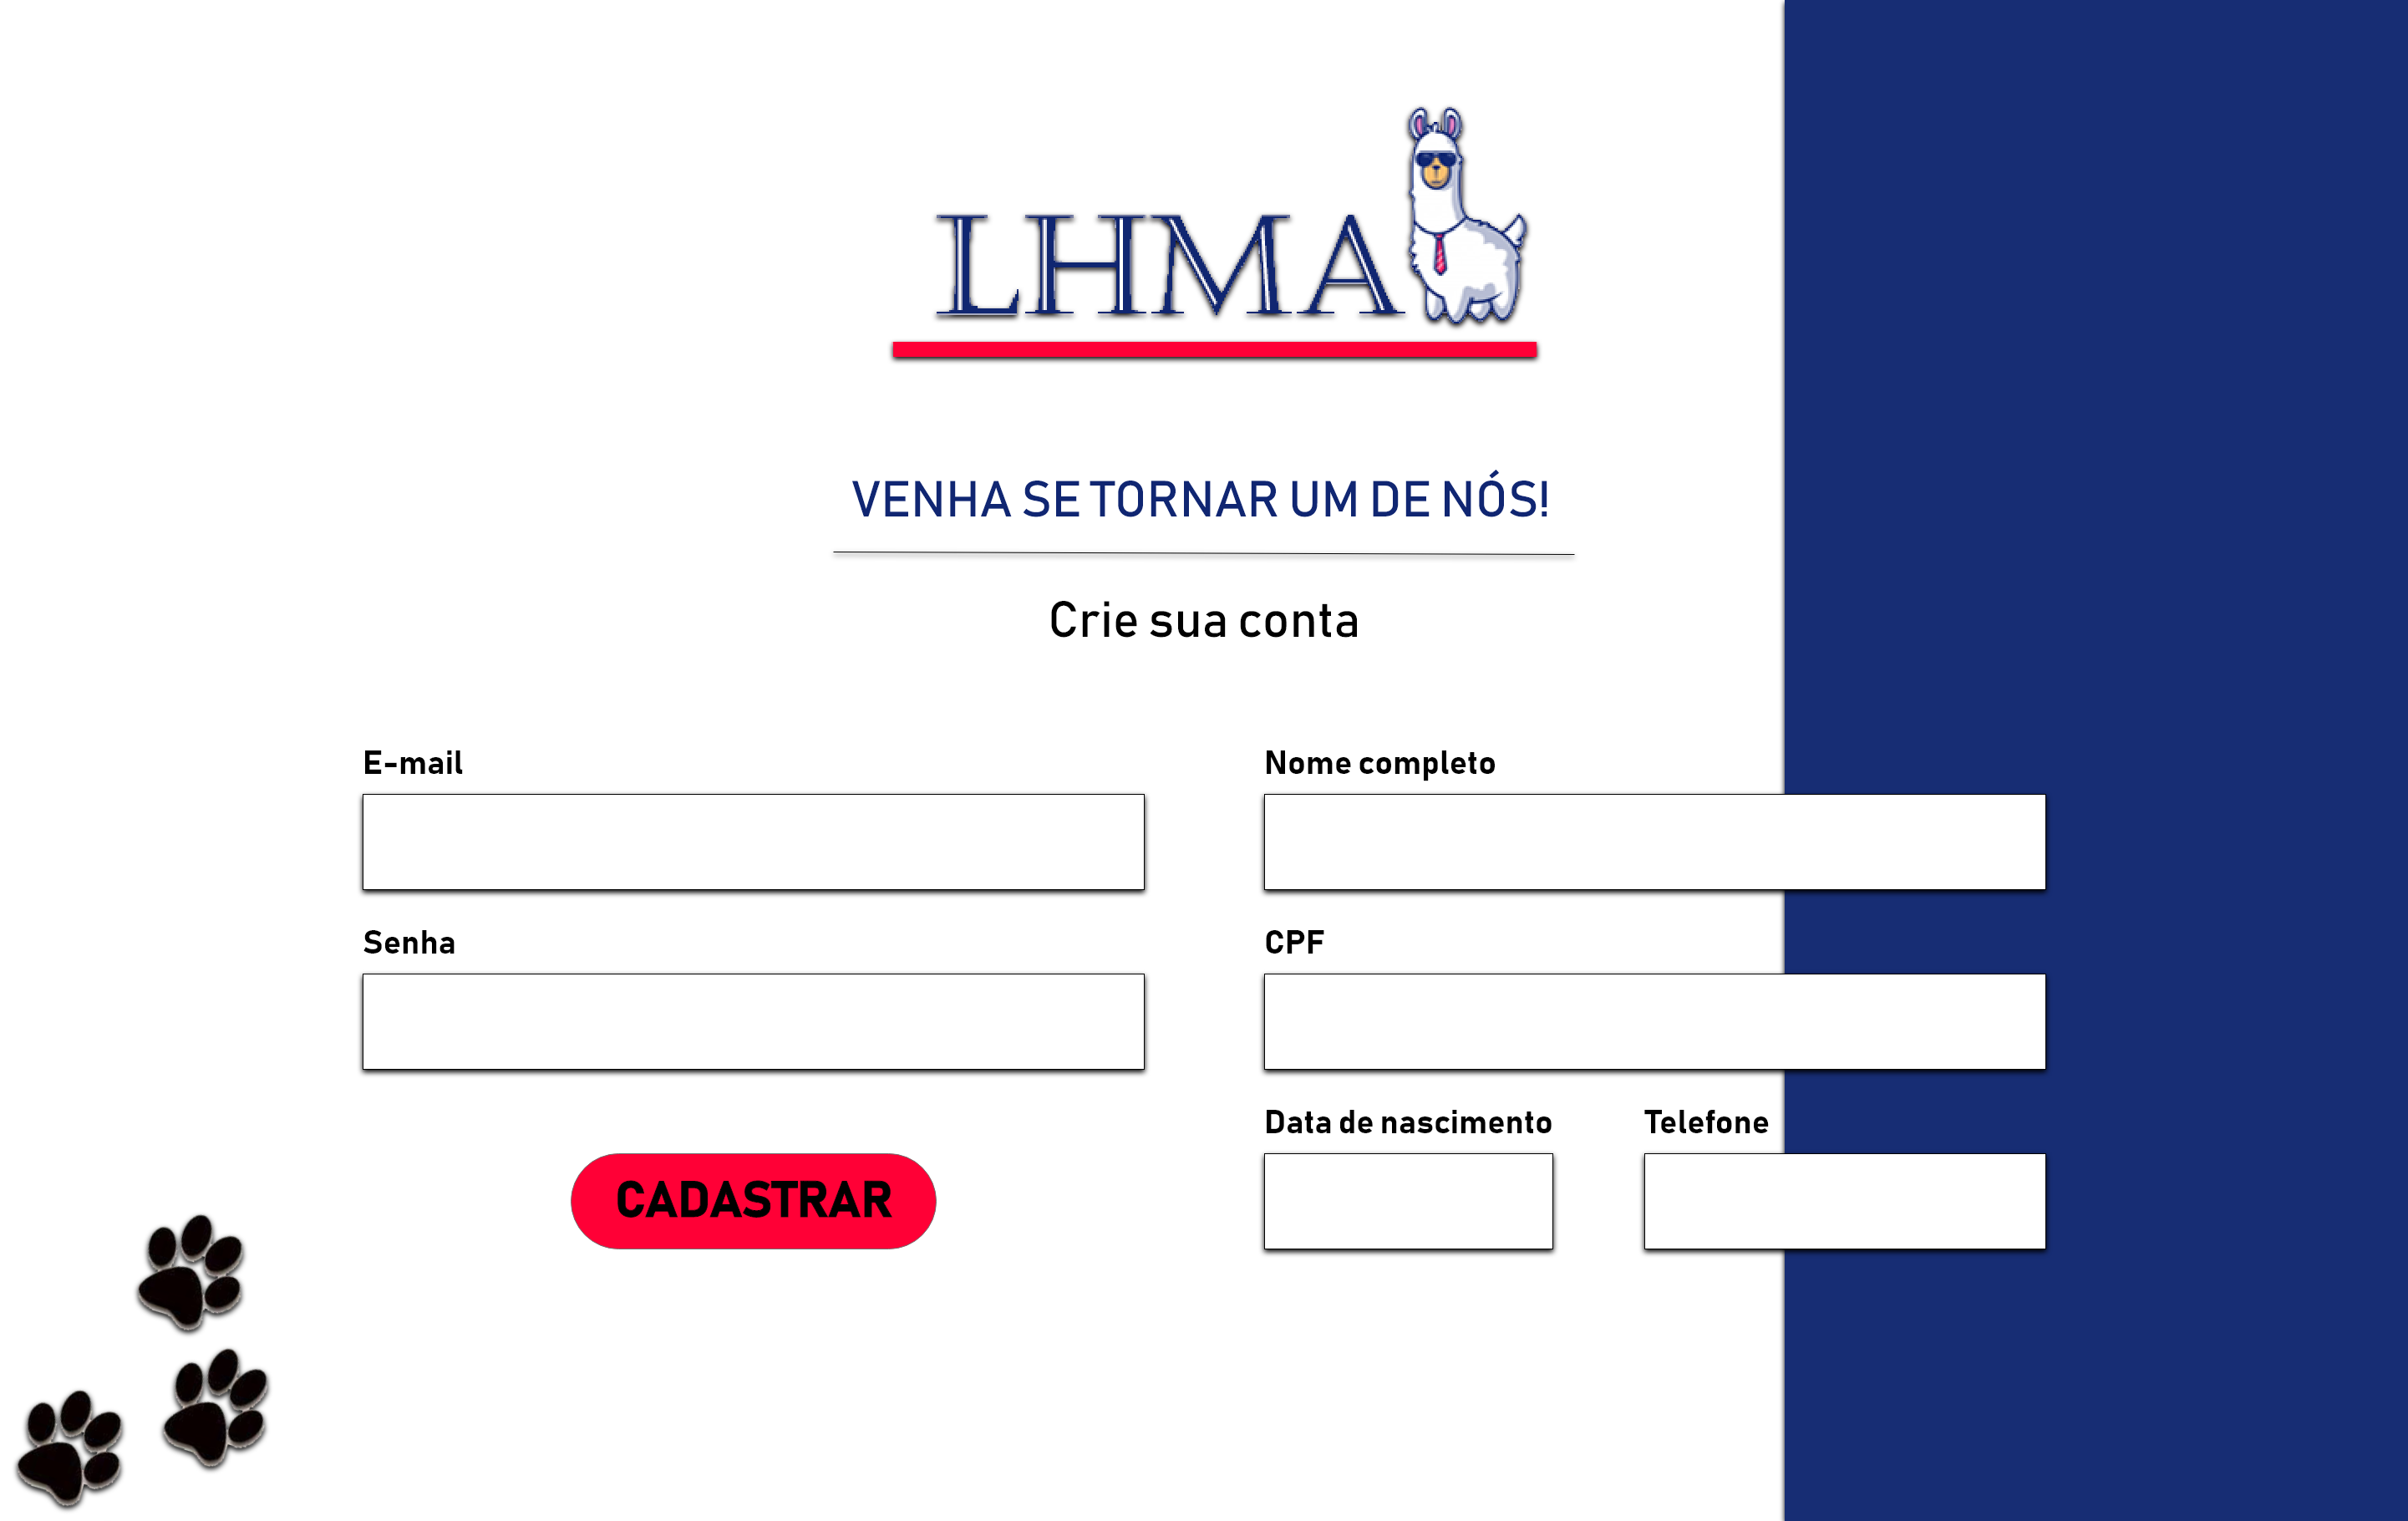 LHMA
VENHA SE TORNAR UM DE NÓS!
Crie sua conta
E-mail
Nome completo
Senha
CPF
Data de nascimento
Telefone
CADASTRAR